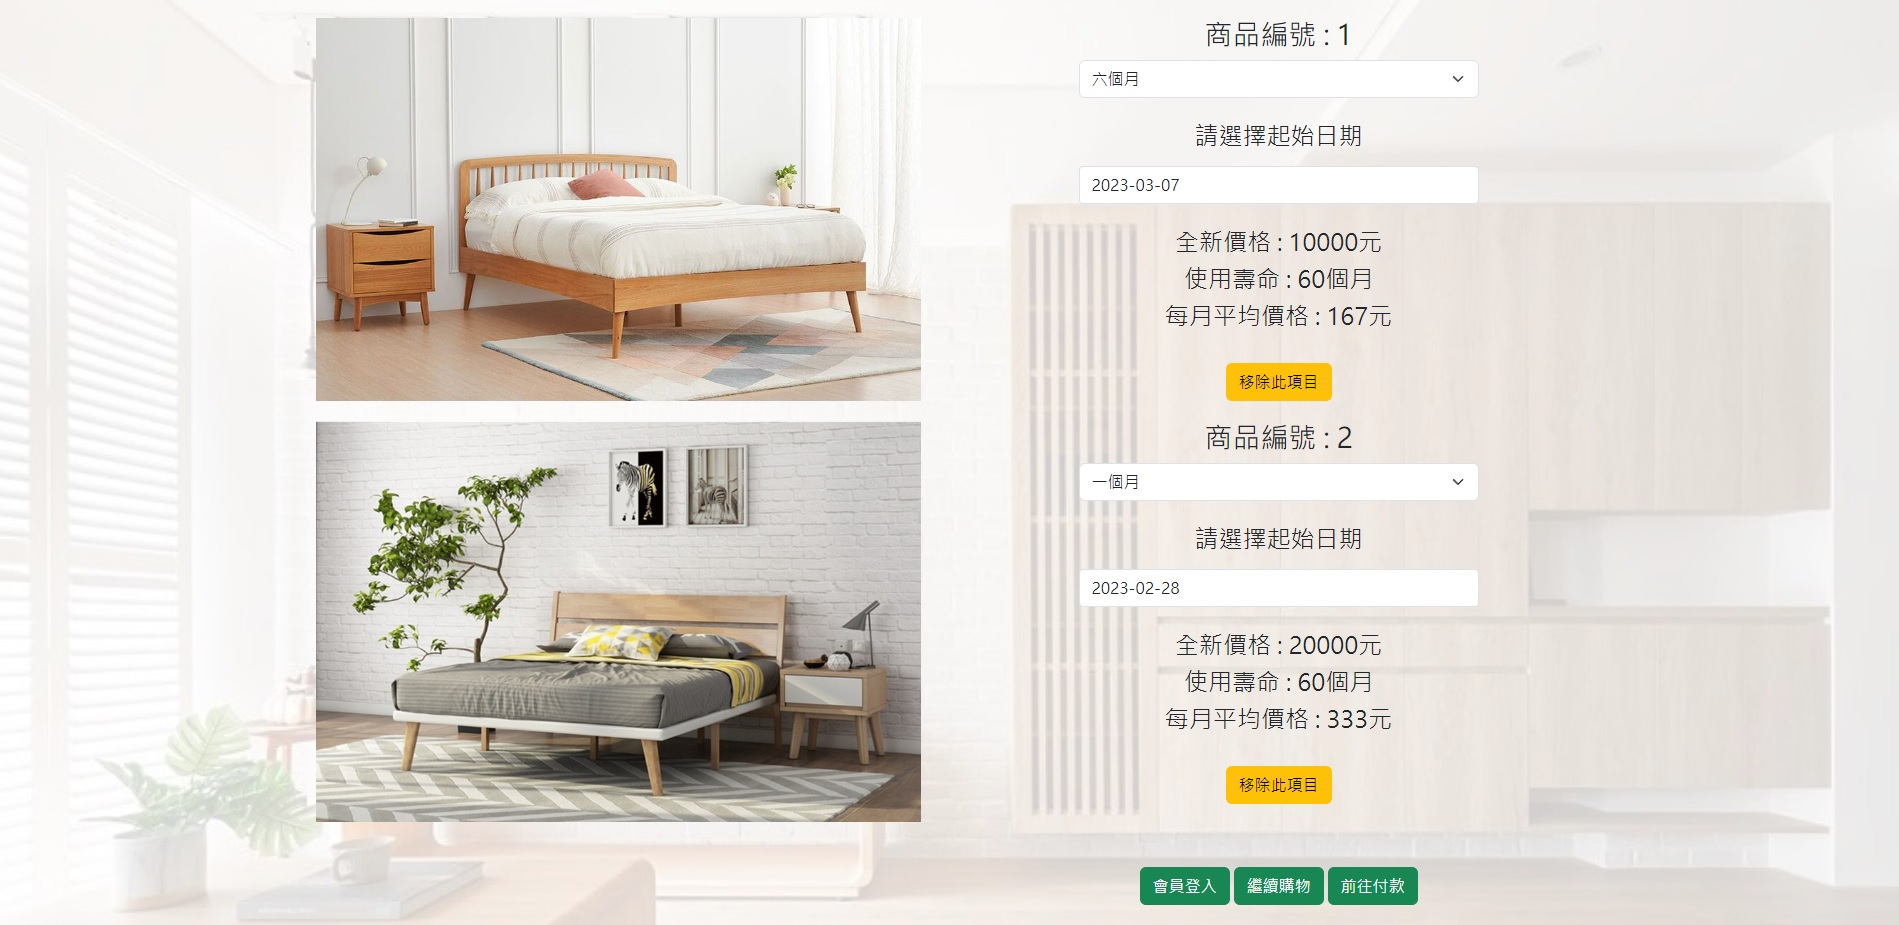 商品編號 : 1
六個月
請選擇起始日期
2023-03-07
全新價格 : 10000元
使用壽命 : 60個月
每月平均價格 : 167元
移除此項目
商品編號 : 2
一個月
請選擇起始日期
2023-02-28
全新價格 : 20000元
使用壽命 : 60個月
每月平均價格 : 333元
移除此項目
會員登入 繼續購物 前往付款